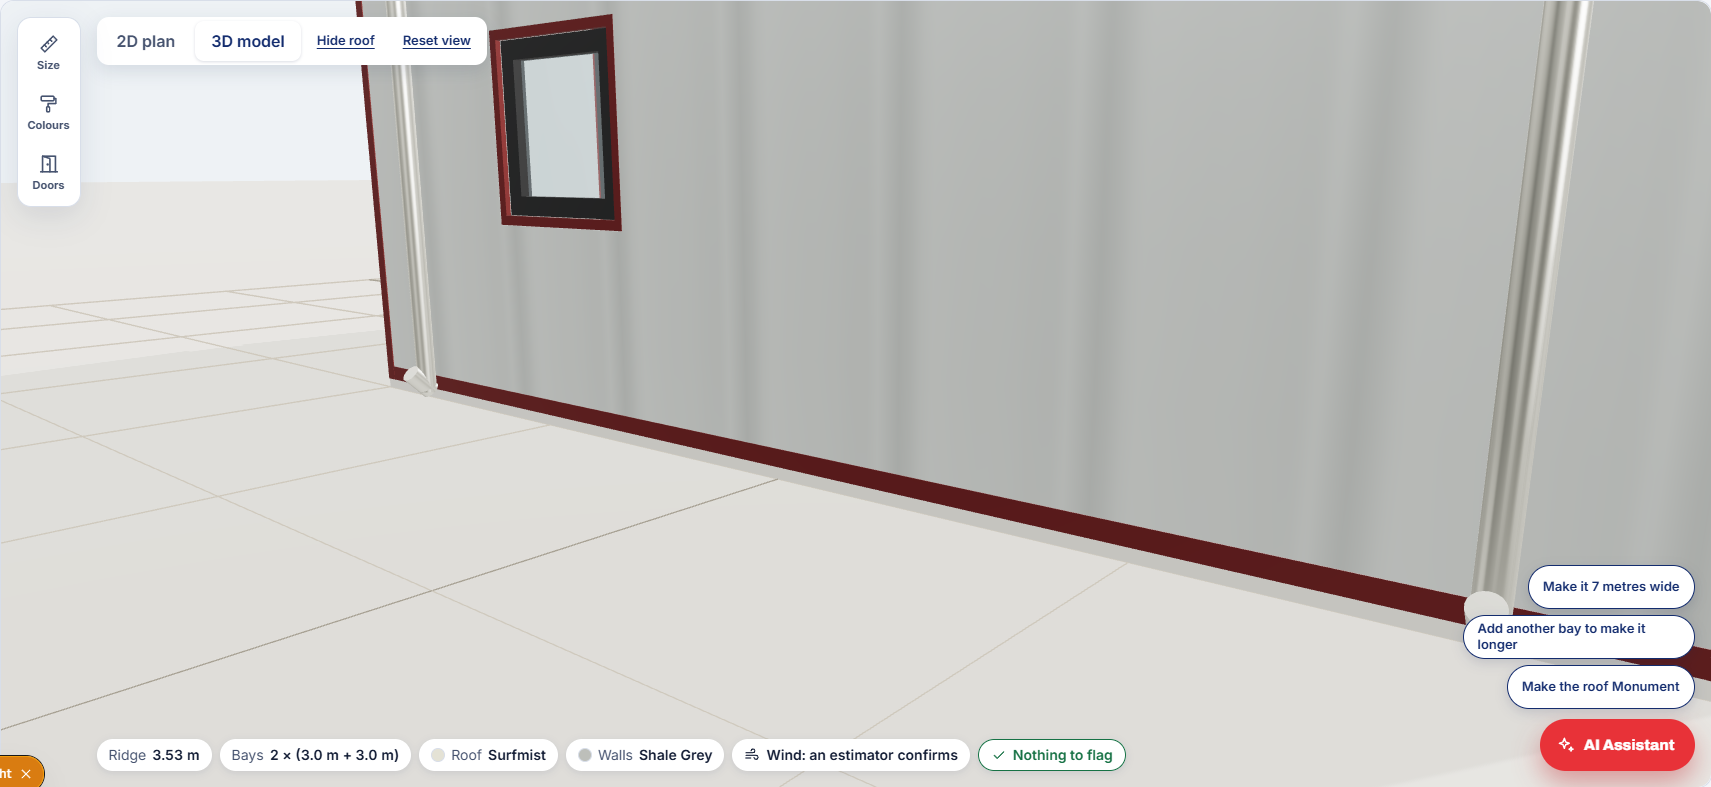 Size
Colours
Doors
2D plan
3D model
Hide roof
Reset view
Make it 7 metres wide
Add another bay to make it
longer
Make the roof Monument
AI Assistant
Ridge 3.53 m
Bays 2 × (3.0 m + 3.0 m)
Roof Surfmist
Walls Shale Grey
Wind: an estimator confirms
Nothing to flag
ht